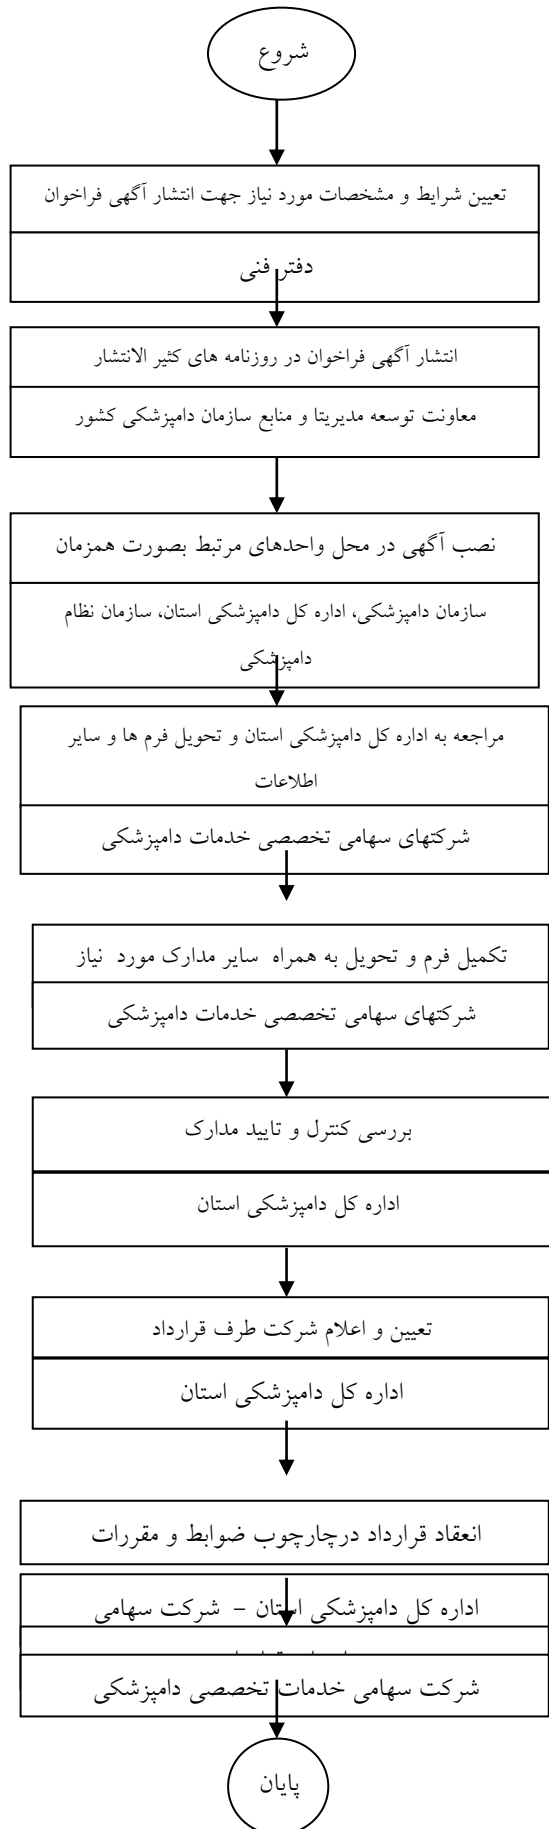 شروع
تعیین شرایط و مشخصات مورد نیاز جهت انتشار آگهی فراخوان
دفتر فنی
انتشار آگهی فراخوان در روزنامه های کثیر الانتشار
معاونت توسعه مدیریتا و منابع سازمان دامپزشکی کشور
نصب آگهی در محل واحدهای مرتبط بصورت همزمان
سازمان دامپزشکی، اداره کل دامپزشکی استان، سازمان نظام
دامپزشکی
مراجعه به اداره کل دامپزشکی استان و تحویل فرم ها و سایر
اطلاعات
شرکتهای سهامی تخصصی خدمات دامپزشکی
تکمیل فرم و تحویل به همراه سایر مدارک مورد نیاز
شرکتهای سهامی تخصصی خدمات دامپزشکی
بررسی کنترل و تایید مدارک
اداره کل دامپزشکی استان
تعیین و اعلام شرکت طرف قرارداد
اداره کل دامپزشکی استان
انعقاد قرارداد درچارچوب ضوابط و مقررات
اداره کل دامپزشکی استان – شرکت سهامی
شرکت سهامی خدمات تخصصی دامپزشکی
پایان